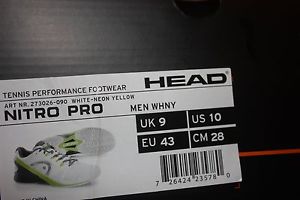 TENNIS PERFORMANCE FOOTWEAR
HEAD
ART NR. 273026-090 WHITE-NEON YELLOW
NITRO PRO
MEN WHNY
UK 9
US 10
EU 43
CM 28
7 26424 23578 0
CHINA